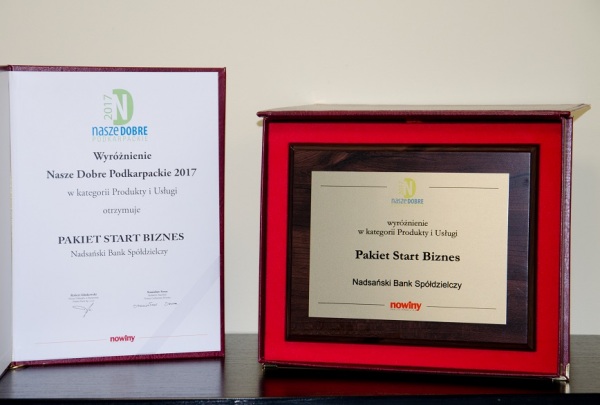 2017
N
nasze DOBRE
PODKARPACKIE
Wyróżnienie
Nasze Dobre Podkarpackie 2017
w kategorii Produkty i Usługi
otrzymuje
PAKIET START BIZNES
Nadsański Bank Spółdzielczy
nowiny
N
nasze DOBRE
wyróżnienie
w kategorii Produkty i Usługi
Pakiet Start Biznes
Nadsański Bank Spółdzielczy
nowiny